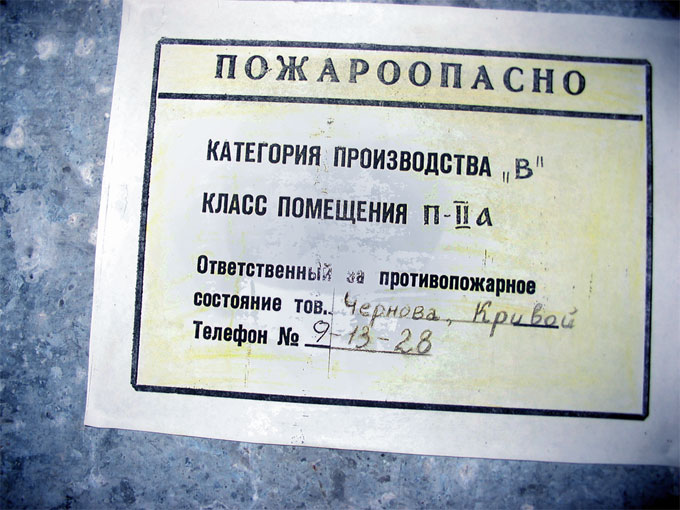 ПОЖАРООПАСНО
КАТЕГОРИЯ ПРОИЗВОДСТВА „В"
КЛАСС ПОМЕЩЕНИЯ П-IIА
Ответственный за противопожарное
состояние тов. Чернова, Кривой
Телефон № 9-13-28